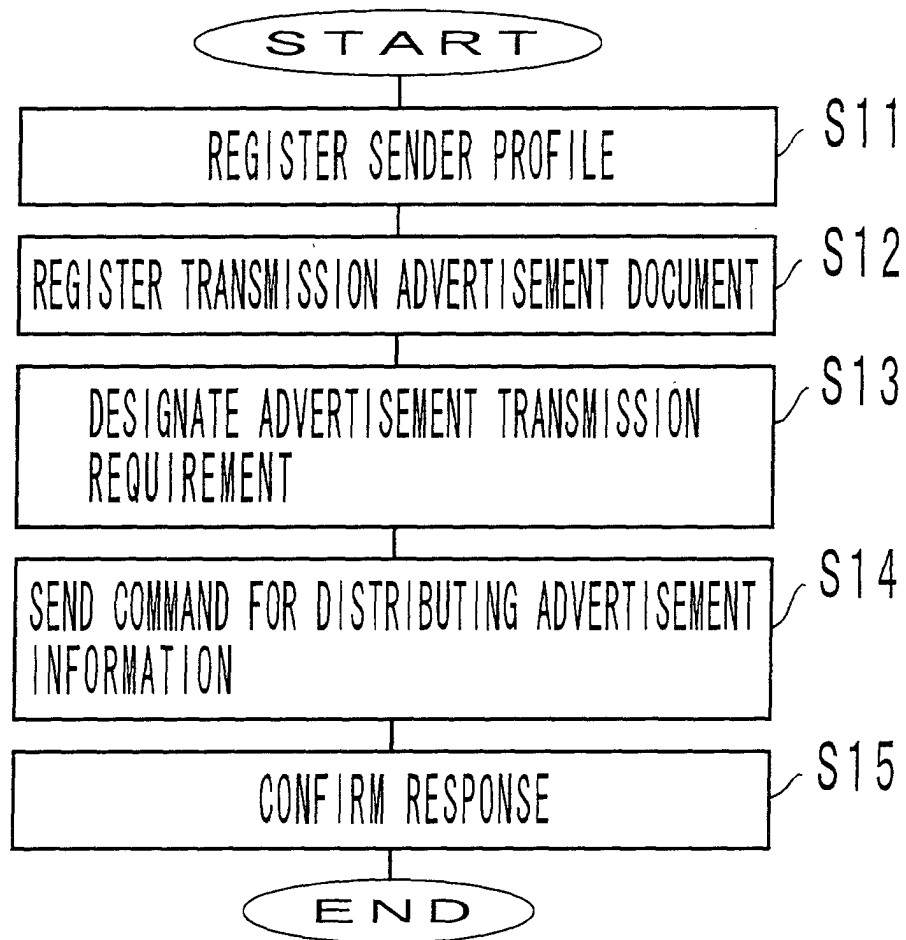 START
REGISTER SENDER PROFILE
S11
REGISTER TRANSMISSION ADVERTISEMENT DOCUMENT
S12
DESIGNATE ADVERTISEMENT TRANSMISSION
REQUIREMENT
S13
SEND COMMAND FOR DISTRIBUTING ADVERTISEMENT
INFORMATION
S14
CONFIRM RESPONSE
S15
END